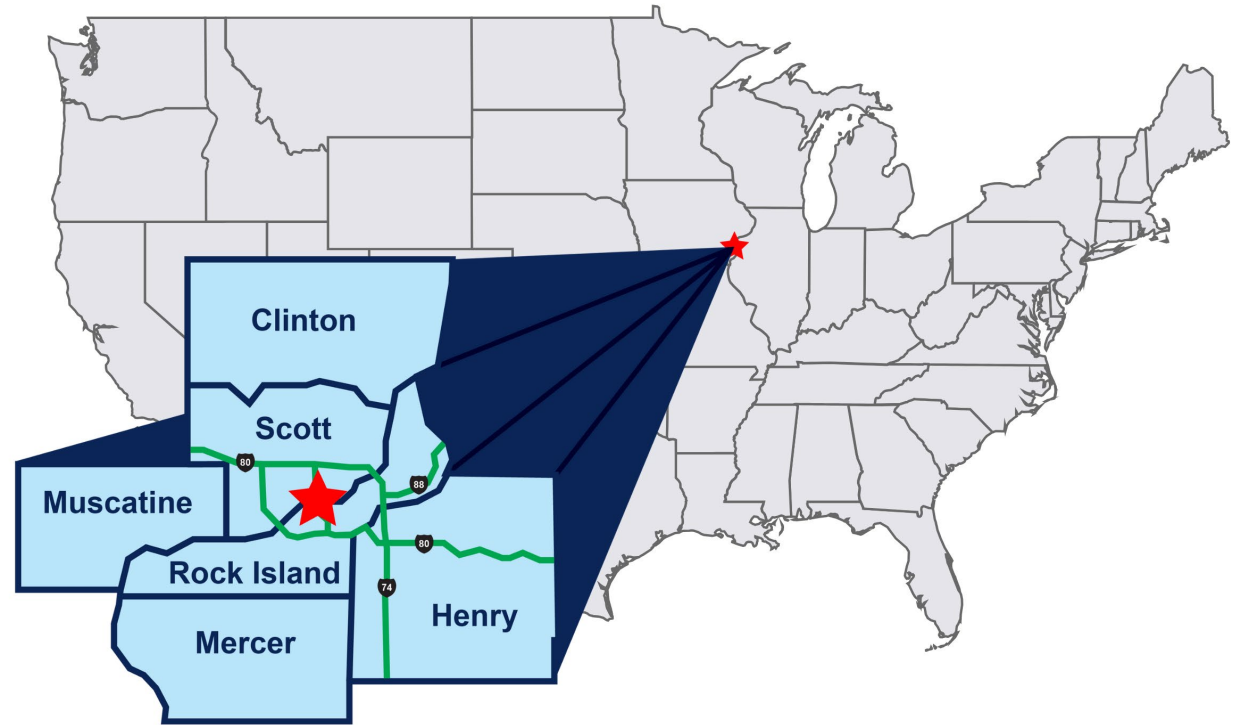 Clinton
Scott
80
88
Muscatine
80
Rock Island
74
Henry
Mercer